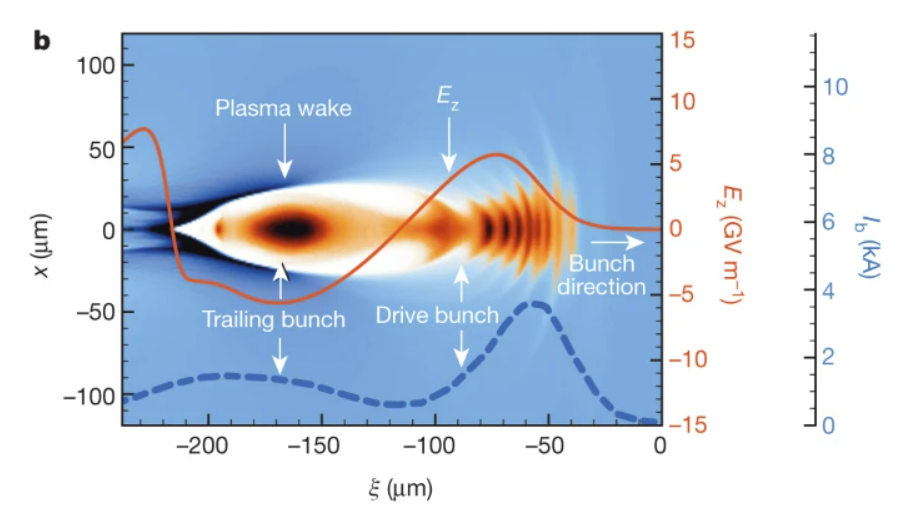 b
x (μm)
100
50
0
−50
−100
Plasma wake
E_z
Trailing bunch
Drive bunch
Bunch
direction
−200
−150
−100
−50
0
ξ (μm)
15
10
5
0
−5
−10
−15
E_z (GV m⁻¹)
10
8
6
4
2
0
I_b (kA)